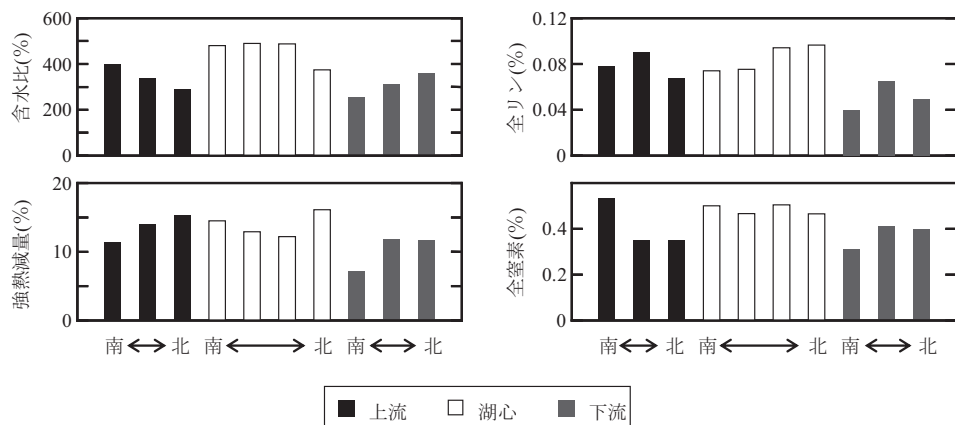 含水比(%)
600
400
200
0
全リン(%)
0.12
0.08
0.04
0
強熱減量(%)
20
10
0
全窒素(%)
0.4
0.2
0
南 ⟷ 北 南 ⟷ 北 南 ⟷ 北
南 ⟷ 北 南 ⟷ 北 南 ⟷ 北
上流 湖心 下流